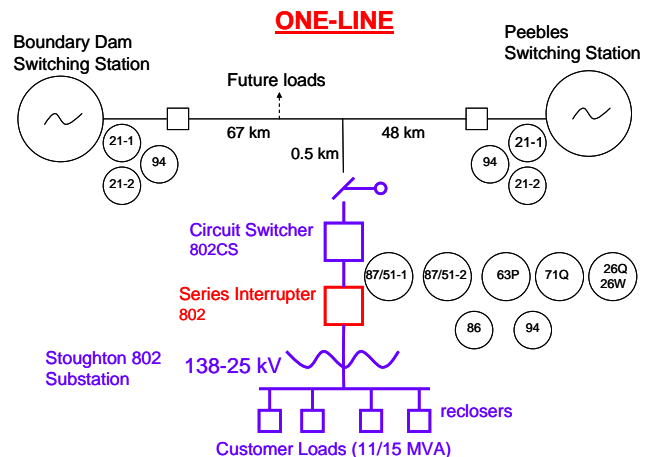 ONE-LINE
Boundary Dam
Switching Station
Peebles
Switching Station
Future loads
67 km
48 km
0.5 km
21-1
94
21-2
21-1
94
21-2
Circuit Switcher
802CS
Series Interrupter
802
87/51-1
87/51-2
63P
71Q
26Q
26W
86
94
Stoughton 802
Substation
138-25 kV
reclosers
Customer Loads (11/15 MVA)